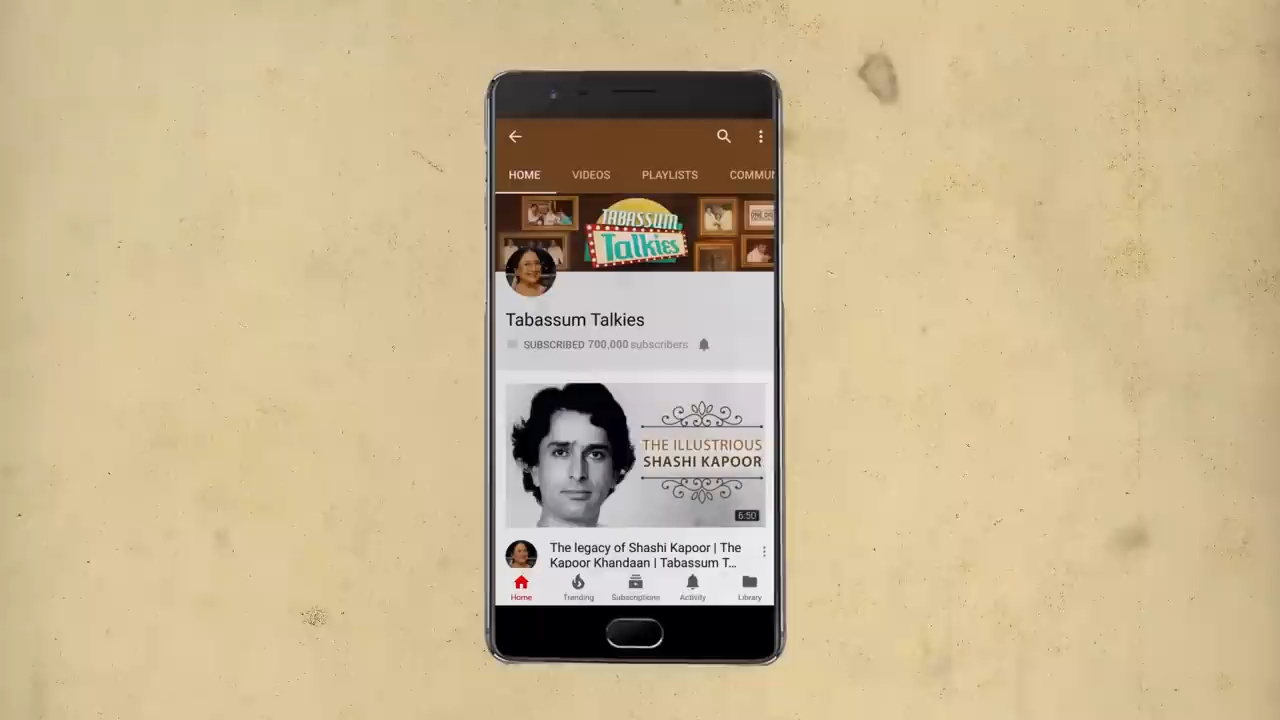 HOME VIDEOS PLAYLISTS COMMUN
TABASSUM
Talkies
Tabassum Talkies
SUBSCRIBED 700,000 subscribers
THE ILLUSTRIOUS
SHASHI KAPOOR
6:50
The legacy of Shashi Kapoor | The
Kapoor Khandaan | Tabassum T...
Home Trending Subscriptions Activity Library